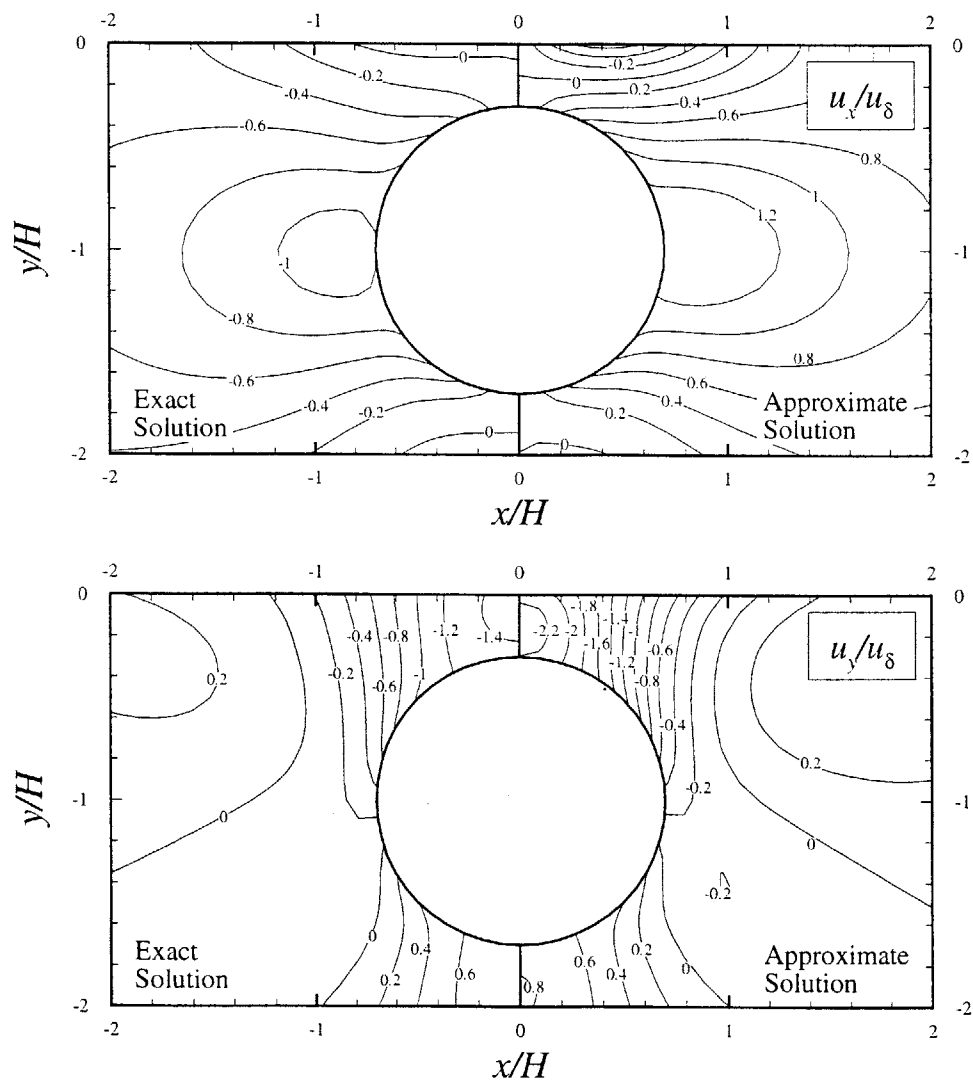 -2 -1 0 1 2
0 0 -0.2 -0.2 0
-0.4 0 0.2
-0.6 0.4
0.6
u_x/u_δ
0.8
1
1.2
y/H -1 -1 -1
-0.8
0.8
-0.6 0.6
-0.4 0.4
-0.2 0.2
0 0
Exact Approximate
Solution Solution
-2 -2
-2 -1 0 1 2
x/H
-2 -1 0 1 2
0 0
-0.4 -0.8 -1.2 -1.4 -2.2 -2 -1.8 -1.4 -1
-1.6 -0.6
-0.2 -0.6 -1 -1.2 -0.8
u_y/u_δ
0.2 -0.4 0.2
y/H -1 -0.2 -1
0 0
-0.2
0 0.4 0.6 0.2 0
0.2 0.6 0.8 0.4
Exact Approximate
Solution Solution
-2 -2
-2 -1 0 1 2
x/H